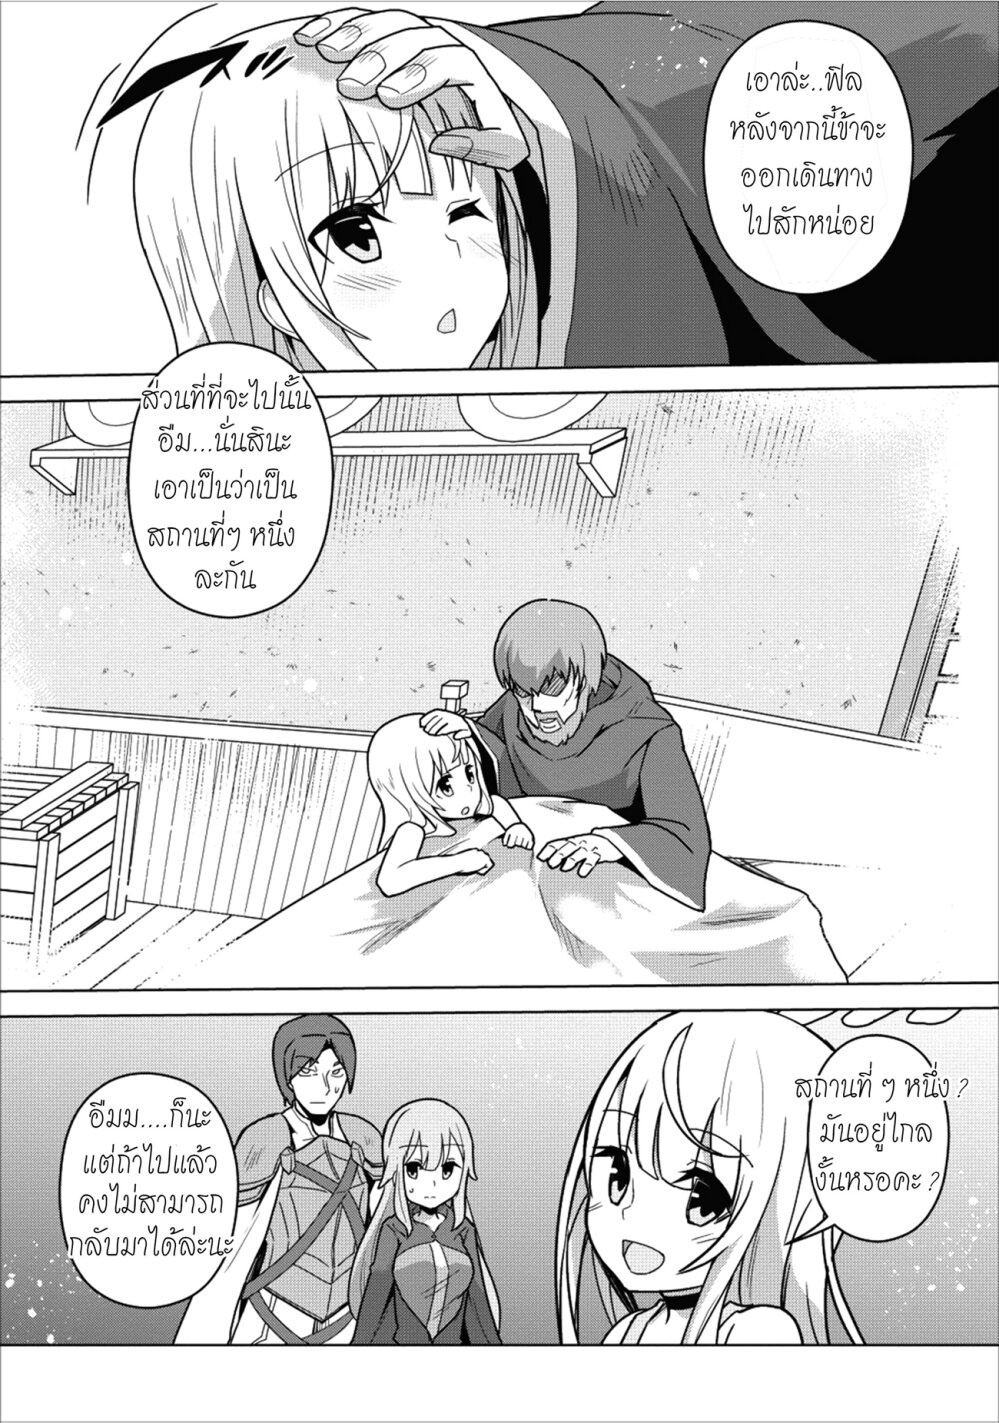 เอาล่ะ..ฟิล
หลังจากนี้ข้าจะ
ออกเดินทาง
ไปสักหน่อย
ส่วนที่ที่จะไปนั้น
อืม...นั่นสินะ
เอาเป็นว่าเป็น
สถานที่ๆ หนึ่ง
ละกัน
สถานที่ ๆ หนึ่ง?
มันอยู่ไกล
งั้นหรอคะ?
อืมม....ก็นะ
แต่ถ้าไปแล้ว
คงไม่สามารถ
กลับมาได้ล่ะนะ